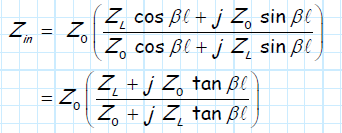 Z_in = Z_0 ( (Z_L cos βℓ + j Z_0 sin βℓ) / (Z_0 cos βℓ + j Z_L sin βℓ) )
= Z_0 ( (Z_L + j Z_0 tan βℓ) / (Z_0 + j Z_L tan βℓ) )